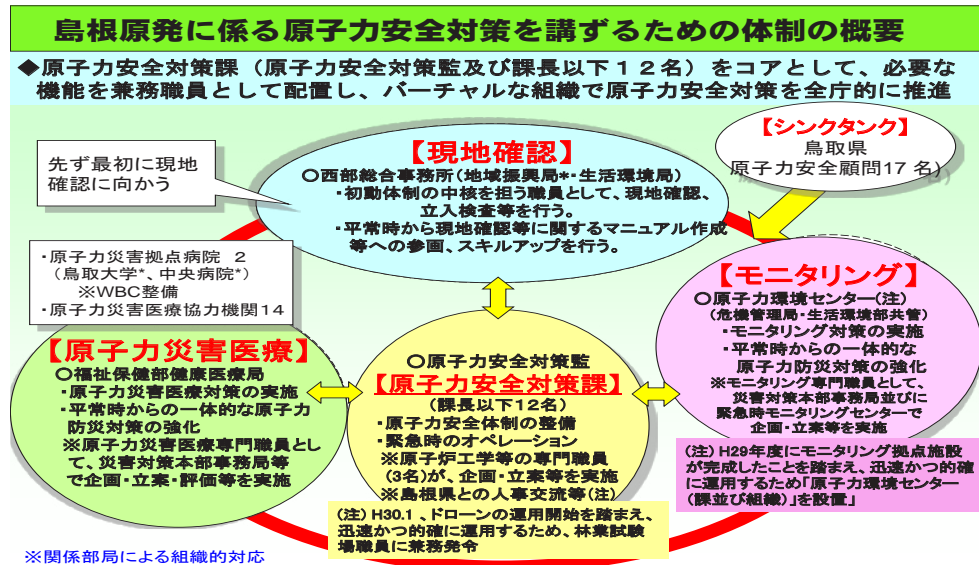 島根原発に係る原子力安全対策を講ずるための体制の概要
◆原子力安全対策課（原子力安全対策監及び課長以下１２名）をコアとして、必要な
機能を兼務職員として配置し、バーチャルな組織で原子力安全対策を全庁的に推進
【シンクタンク】
鳥取県
原子力安全顧問17 名）
先ず最初に現地
確認に向かう
【現地確認】
○西部総合事務所（地域振興局*・生活環境局）
・初動体制の中核を担う職員として、現地確認、
立入検査等を行う。
・平常時から現地確認等に関するマニュアル作成
等への参画、スキルアップを行う。
・原子力災害拠点病院 2
（鳥取大学*、中央病院*）
※WBC整備
・原子力災害医療協力機関14
【原子力災害医療】
○福祉保健部健康医療局
・原子力災害医療対策の実施
・平常時からの一体的な原子力
防災対策の強化
※原子力災害医療専門職員とし
て、災害対策本部事務局等
で企画・立案・評価等を実施
○原子力安全対策監
【原子力安全対策課】
（課長以下12名）
・原子力安全体制の整備
・緊急時のオペレーション
※原子炉工学等の専門職員
（3名）が、企画・立案等を実施
※島根県との人事交流等（注）
（注）H30.1 、ドローンの運用開始を踏まえ、
迅速かつ的確に運用するため、林業試験
場職員に兼務発令
【モニタリング】
○原子力環境センター（注）
（危機管理局・生活環境部共管）
・モニタリング対策の実施
・平常時からの一体的な
原子力防災対策の強化
※モニタリング専門職員として、
災害対策本部事務局並びに
緊急時モニタリングセンターで
企画・立案等を実施
（注）H29年度にモニタリング拠点施設
が完成したことを踏まえ、迅速かつ的確
に運用するため「原子力環境センター
（課並び組織）」を設置」
※関係部局による組織的対応